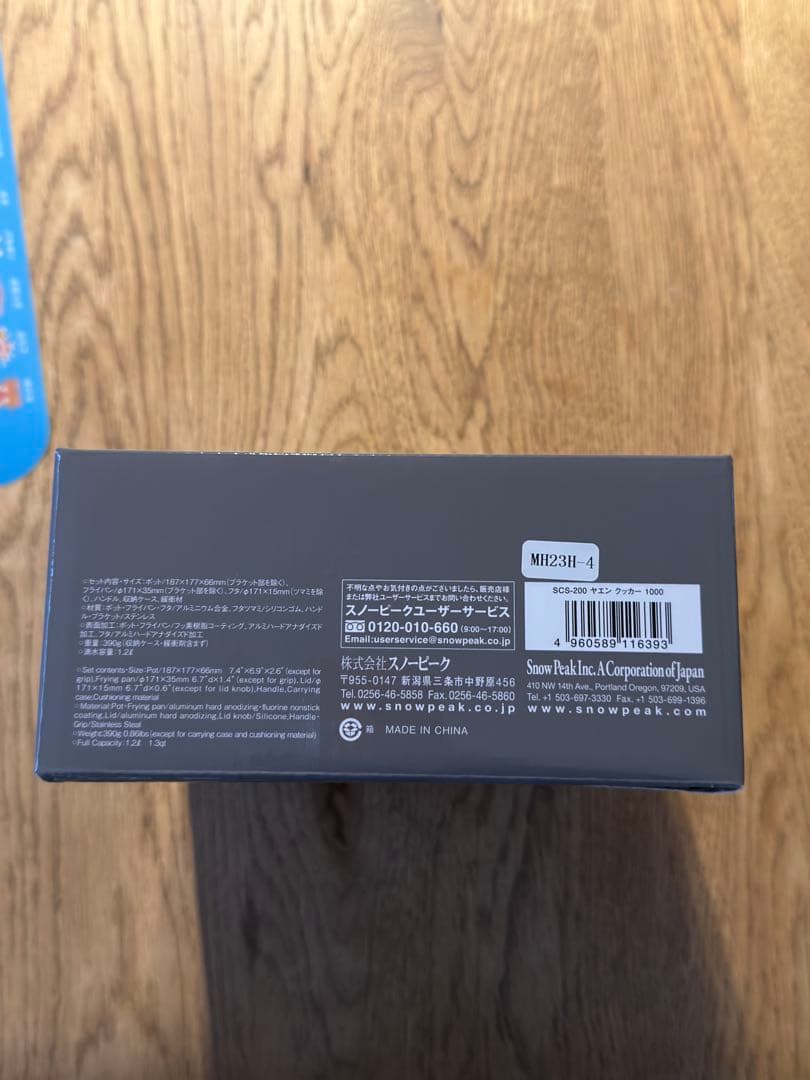 ○セット内容・サイズ:ポット/187×177×66mm(ブラケット部を除く)、
フライパン/φ171×35mm(ブラケット部を除く)、フタ/φ171×15mm(ツマミを除
く)、ハンドル、収納ケース、緩衝材
○材質:ポット・フライパン・フタ/アルミニウム合金、フタツマミ/シリコンゴム、ハンド
ル・ブラケット/ステンレス
○表面加工:ポット・フライパン/フッ素樹脂コーティング、アルミハードアナダイズド
加工、フタ/アルミハードアナダイズド加工
○重量:390g(収納ケース・緩衝剤含まず)
○満水容量:1.2ℓ
○Set contents・Size・Pot/187×177×66mm 7.4"×6.9"×2.6"(except for
grip),Frying pan/φ171×35mm 6.7"d×1.4"(except for grip),Lid/φ
171×15mm 6.7"d×0.6"(except for lid knob),Handle,Carrying
case,Cushioning material
○Material:Pot・Frying pan/aluminum hard anodizing・fluorine nonstick
coating,Lid/aluminum hard anodizing,Lid knob/Silicone,Handle・
Grip/Stainless Steel
○Weight:390g 0.86lbs(except for carrying case and cushioning material)
○Full Capacity:1.2ℓ 1.3qt
不明な点やお気付きの点がございましたら、販売店様
または弊社ユーザーサービスまでお問い合わせください。
スノーピークユーザーサービス
0120-010-660(9:00〜17:00)
Email:userservice@snowpeak.co.jp
株式会社スノーピーク
〒955-0147 新潟県三条市中野原456
Tel.0256-46-5858 Fax.0256-46-5860
www.snowpeak.co.jp
箱 MADE IN CHINA
MH23H-4
SCS-200 ヤエン クッカー 1000
4 960589 116393
Snow Peak Inc. A Corporation of Japan
410 NW 14th Ave., Portland Oregon, 97209, USA
Tel. +1 503-697-3330 Fax. +1 503-699-1396
www.snowpeak.com